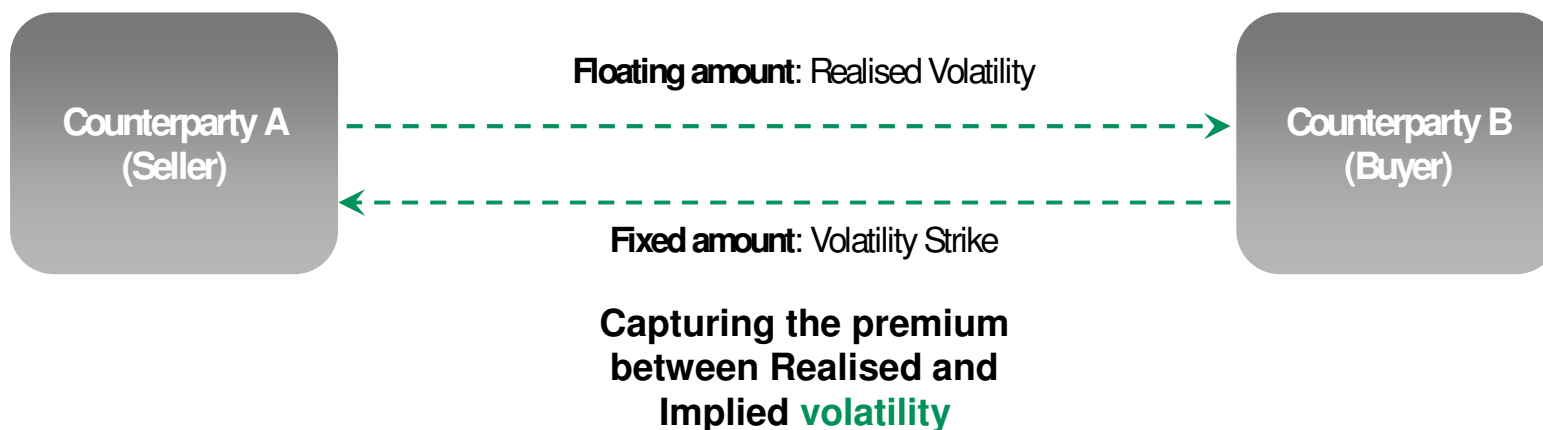 Floating amount: Realised Volatility
Counterparty A
(Seller)
Counterparty B
(Buyer)
Fixed amount: Volatility Strike
Capturing the premium
between Realised and
Implied volatility